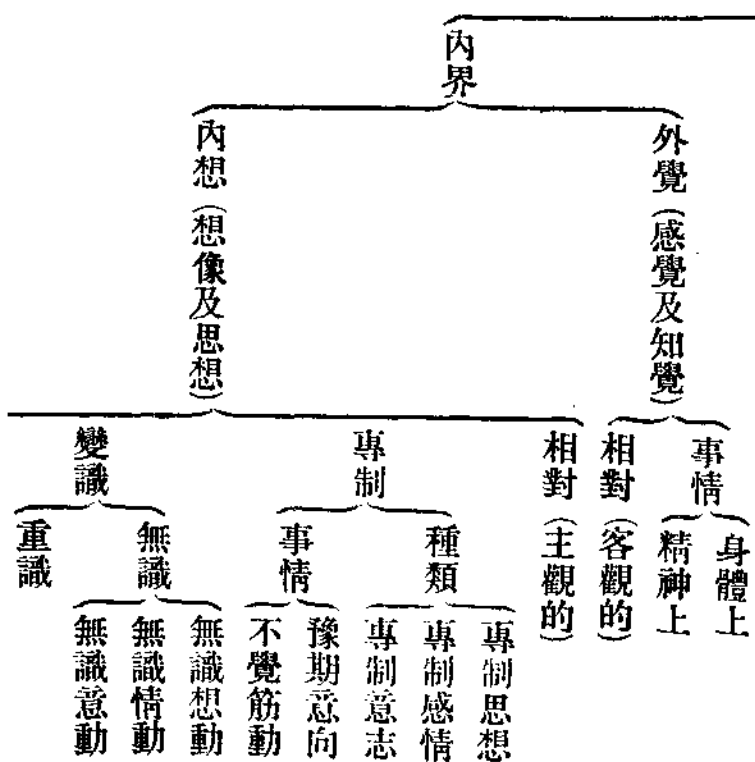 內界
外覺（感覺及知覺）
事情
身體上
精神上
相對（客觀的）
內想（想像及思想）
相對（主觀的）
專制
種類
專制思想
專制感情
專制意志
事情
豫期意向
不覺筋動
變識
無識
無識想動
無識情動
無識意動
重識